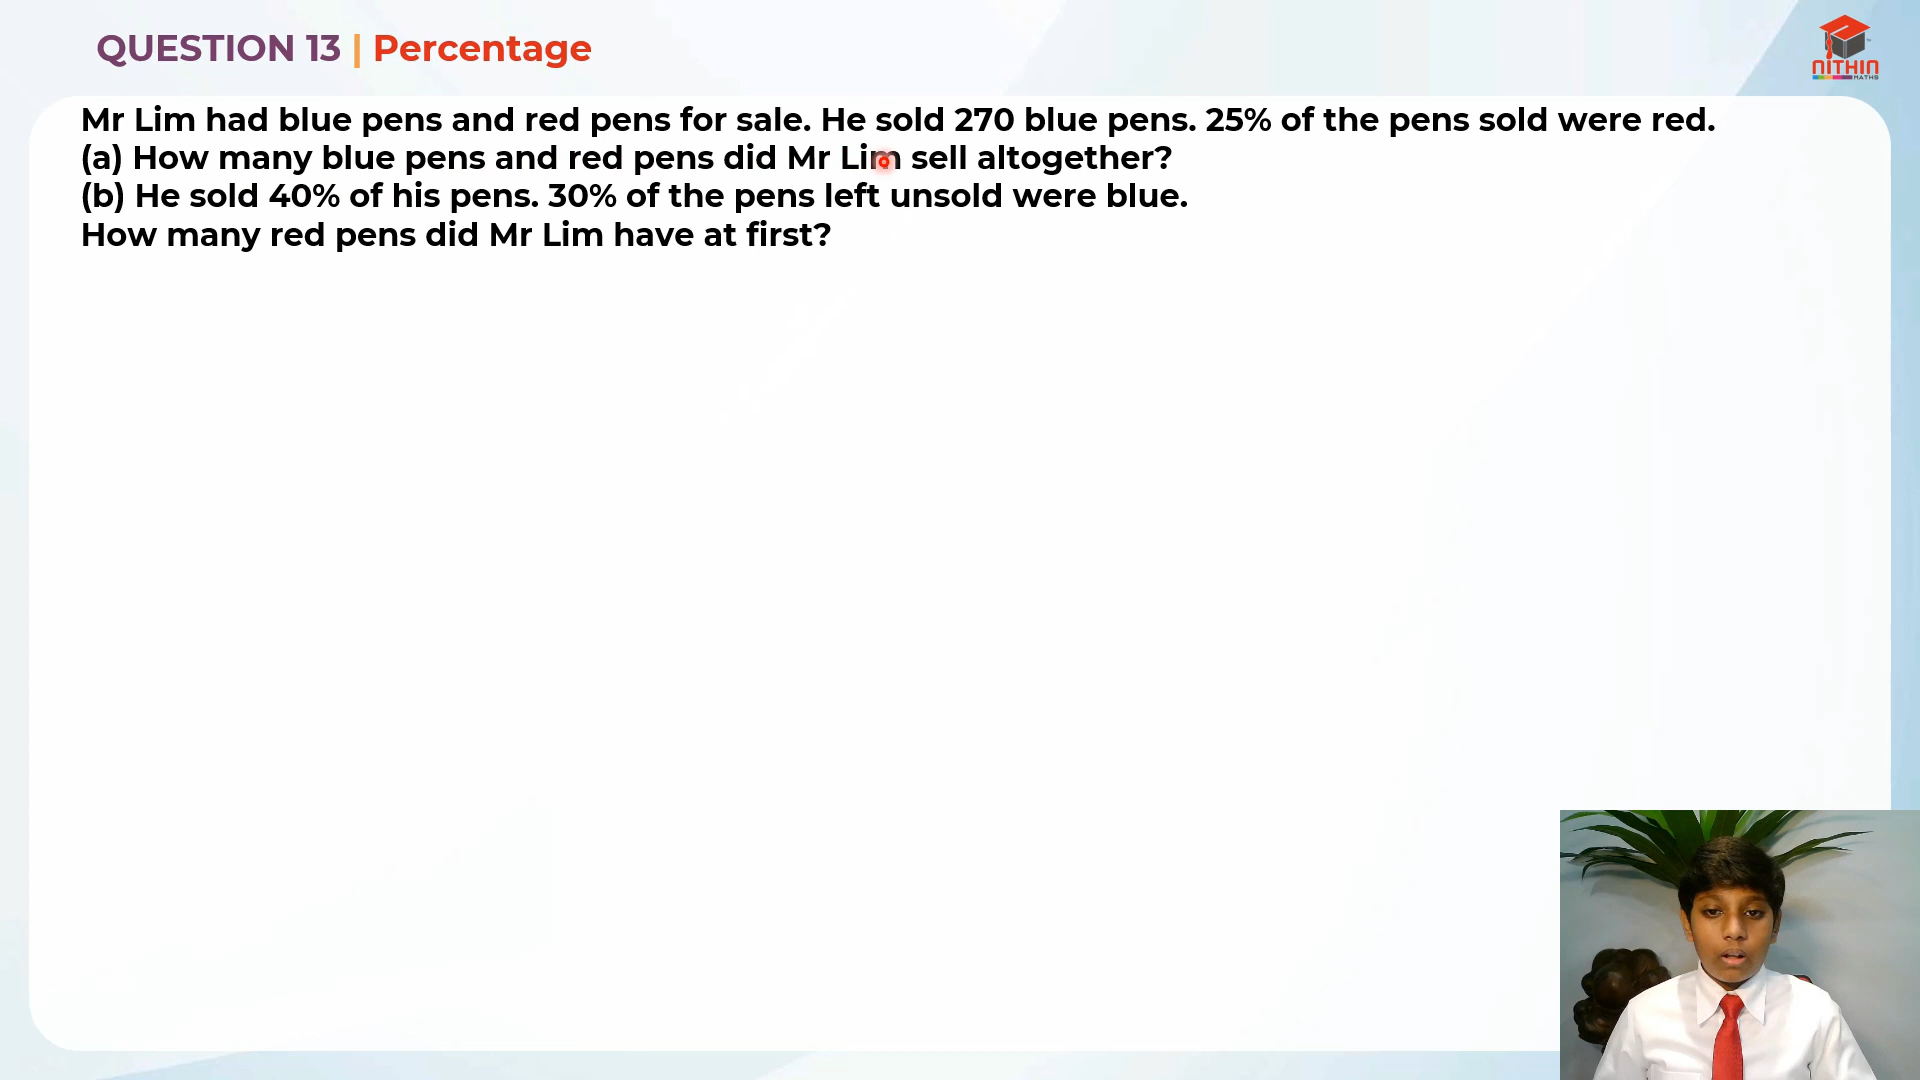 QUESTION 13 | Percentage
NITHIN
MATHS
Mr Lim had blue pens and red pens for sale. He sold 270 blue pens. 25% of the pens sold were red.
(a) How many blue pens and red pens did Mr Lim sell altogether?
(b) He sold 40% of his pens. 30% of the pens left unsold were blue.
How many red pens did Mr Lim have at first?